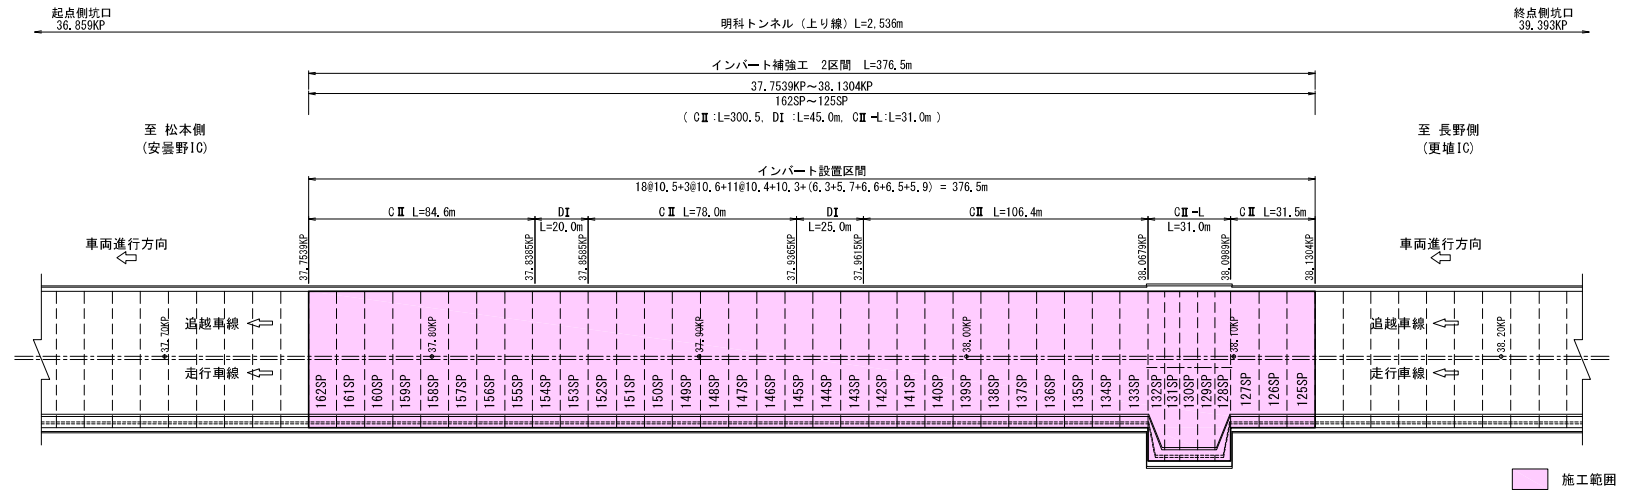 起点側坑口
36.859KP
明科トンネル（上り線）L=2,536m
終点側坑口
39.393KP
インバート補強工　2区間　L=376.5m
37.7539KP～38.1304KP
162SP～125SP
( CⅡ :L=300.5, DⅠ :L=45.0m, CⅡ-L:L=31.0m )
至 松本側
(安曇野IC)
至 長野側
(更埴IC)
インバート設置区間
18@10.5+3@10.6+11@10.4+10.3+(6.3+5.7+6.6+6.5+5.9) = 376.5m
CⅡ L=84.6m
DⅠ
L=20.0m
CⅡ L=78.0m
DⅠ
L=25.0m
CⅡ L=106.4m
CⅡ-L
L=31.0m
CⅡ L=31.5m
車両進行方向
車両進行方向
37.7539KP
37.8385KP
37.8585KP
37.9365KP
37.9615KP
38.0679KP
38.0989KP
38.1304KP
追越車線
追越車線
37.70KP
37.80KP
37.90KP
38.00KP
38.10KP
38.20KP
走行車線
走行車線
162SP
161SP
160SP
159SP
158SP
157SP
156SP
155SP
154SP
153SP
152SP
151SP
150SP
149SP
148SP
147SP
146SP
145SP
144SP
143SP
142SP
141SP
140SP
139SP
138SP
137SP
136SP
135SP
134SP
133SP
132SP
131SP
130SP
129SP
128SP
127SP
126SP
125SP
施工範囲